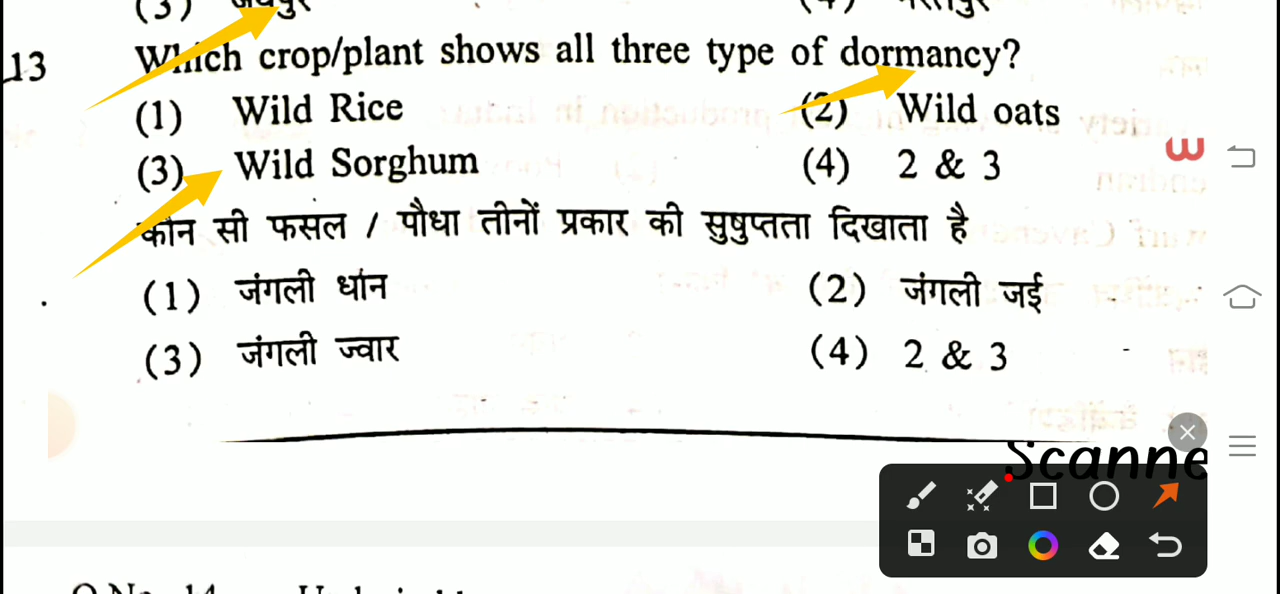 13 Which crop/plant shows all three type of dormancy?
(1) Wild Rice (2) Wild oats
(3) Wild Sorghum (4) 2 & 3
कौन सी फसल / पौधा तीनों प्रकार की सुषुप्तता दिखाता है
(1) जंगली धांन (2) जंगली जई
(3) जंगली ज्वार (4) 2 & 3
Scanne